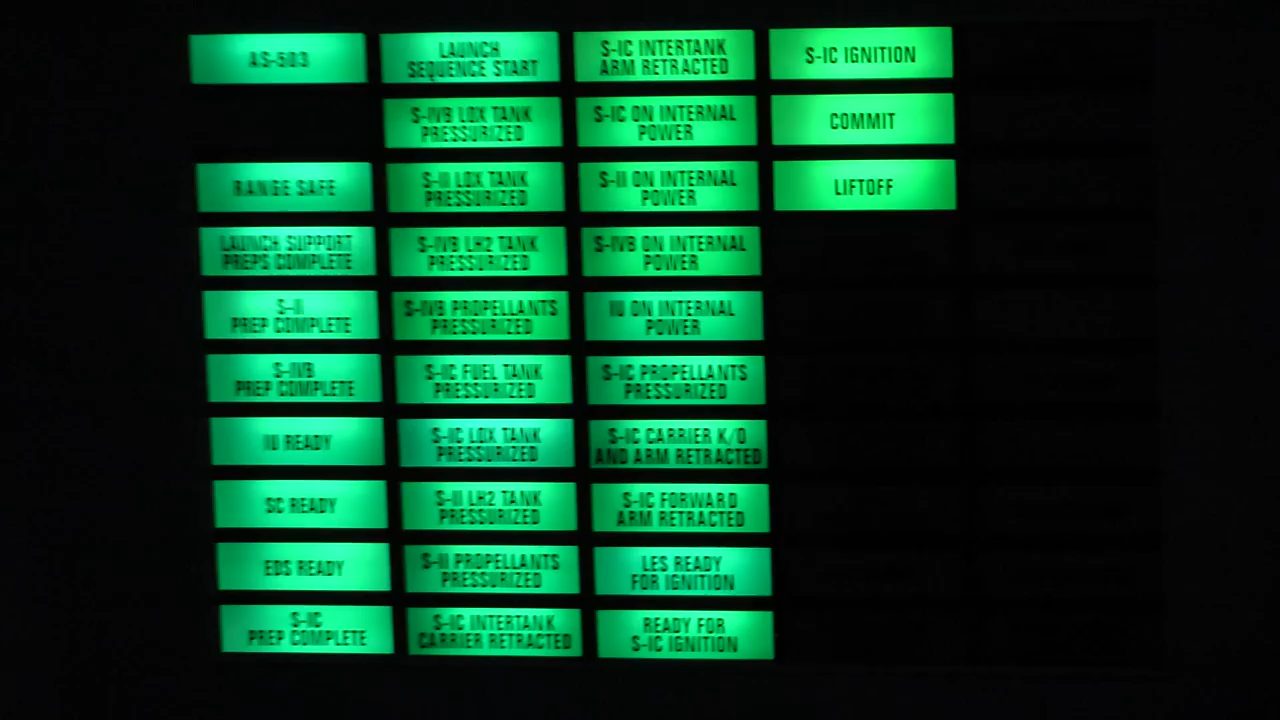 AS-503
RANGE SAFE
LAUNCH SUPPORT
PREPS COMPLETE
S-II
PREP COMPLETE
S-IVB
PREP COMPLETE
IU READY
SC READY
EDS READY
S-IC
PREP COMPLETE
LAUNCH
SEQUENCE START
S-IVB LOX TANK
PRESSURIZED
S-II LOX TANK
PRESSURIZED
S-IVB LH2 TANK
PRESSURIZED
S-IVB PROPELLANTS
PRESSURIZED
S-IC FUEL TANK
PRESSURIZED
S-IC LOX TANK
PRESSURIZED
S-II LH2 TANK
PRESSURIZED
S-II PROPELLANTS
PRESSURIZED
S-IC INTERTANK
CARRIER RETRACTED
S-IC INTERTANK
ARM RETRACTED
S-IC ON INTERNAL
POWER
S-II ON INTERNAL
POWER
S-IVB ON INTERNAL
POWER
IU ON INTERNAL
POWER
S-IC PROPELLANTS
PRESSURIZED
S-IC CARRIER K/O
AND ARM RETRACTED
S-IC FORWARD
ARM RETRACTED
LES READY
FOR IGNITION
READY FOR
S-IC IGNITION
S-IC IGNITION
COMMIT
LIFTOFF